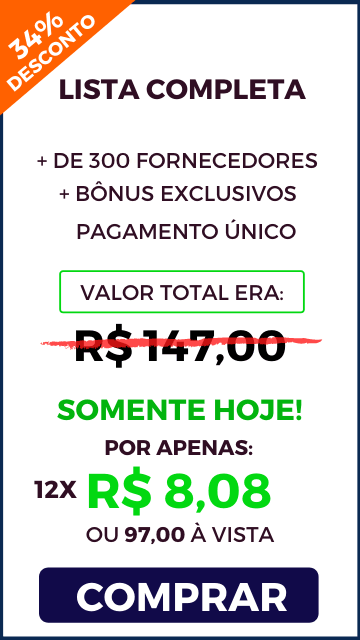 34%
DESCONTO
LISTA COMPLETA
+ DE 300 FORNECEDORES
+ BÔNUS EXCLUSIVOS
PAGAMENTO ÚNICO
VALOR TOTAL ERA:
R$ 147,00
SOMENTE HOJE!
POR APENAS:
12X R$ 8,08
OU 97,00 À VISTA
COMPRAR